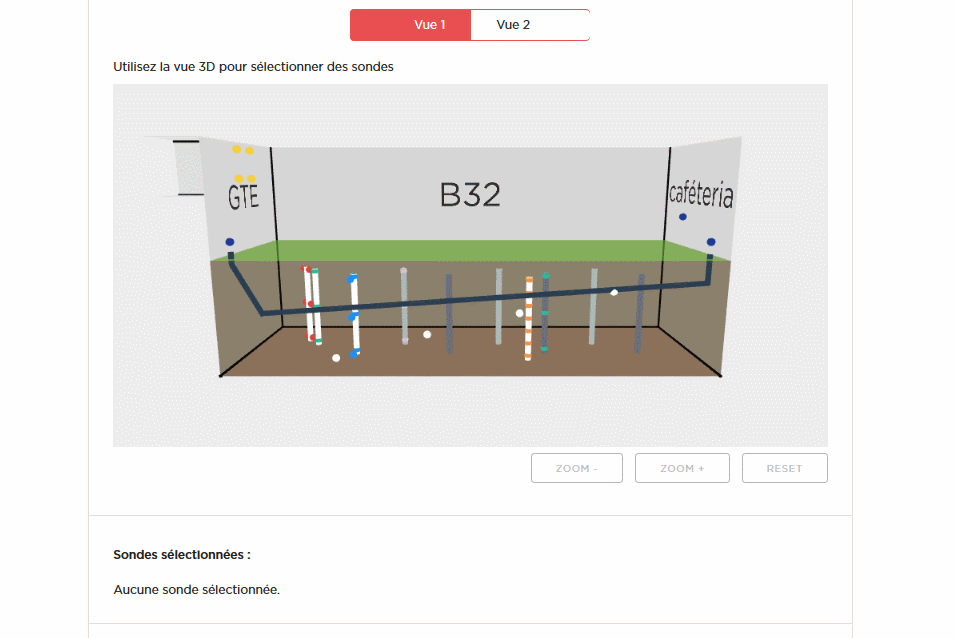 Vue 1
Vue 2
Utilisez la vue 3D pour sélectionner des sondes
GTE
B32
caféteria
ZOOM -
ZOOM +
RESET
Sondes sélectionnées :
Aucune sonde sélectionnée.